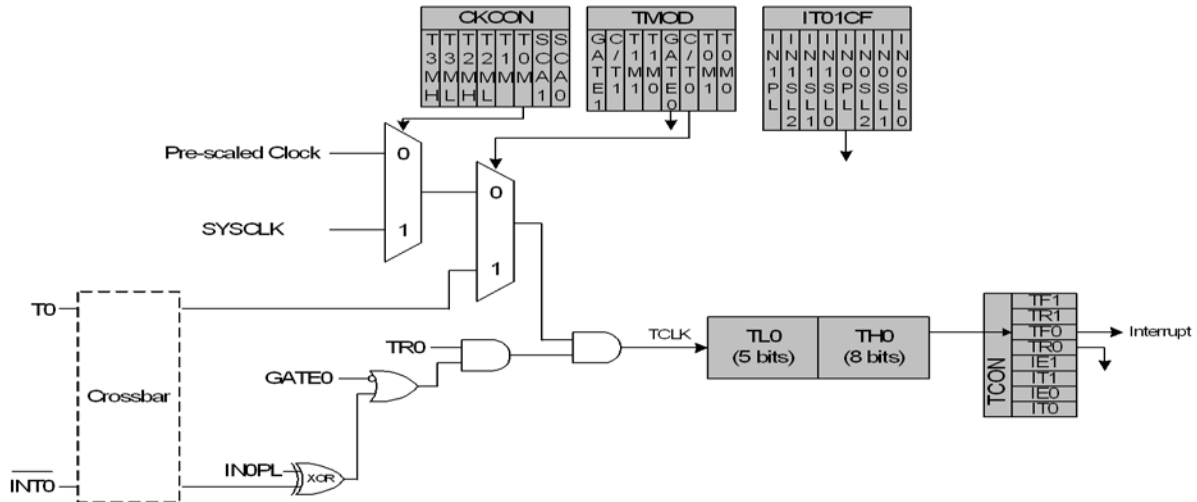 CKCON
T3MH T3ML T2MH T2ML T1M T0M SCA1 SCA0
TMOD
GATE1 C/T1 T1M1 T1M0 GATE0 C/T0 T0M1 T0M0
IT01CF
IN1PL IN1SL2 IN1SL1 IN1SL0 IN0PL IN0SL2 IN0SL1 IN0SL0
Pre-scaled Clock
0
SYSCLK
1
0
1
T0
Crossbar
INT0
TR0
GATE0
IN0PL
XOR
TCLK
TL0
(5 bits)
TH0
(8 bits)
TCON
TF1
TR1
TF0
TR0
IE1
IT1
IE0
IT0
Interrupt